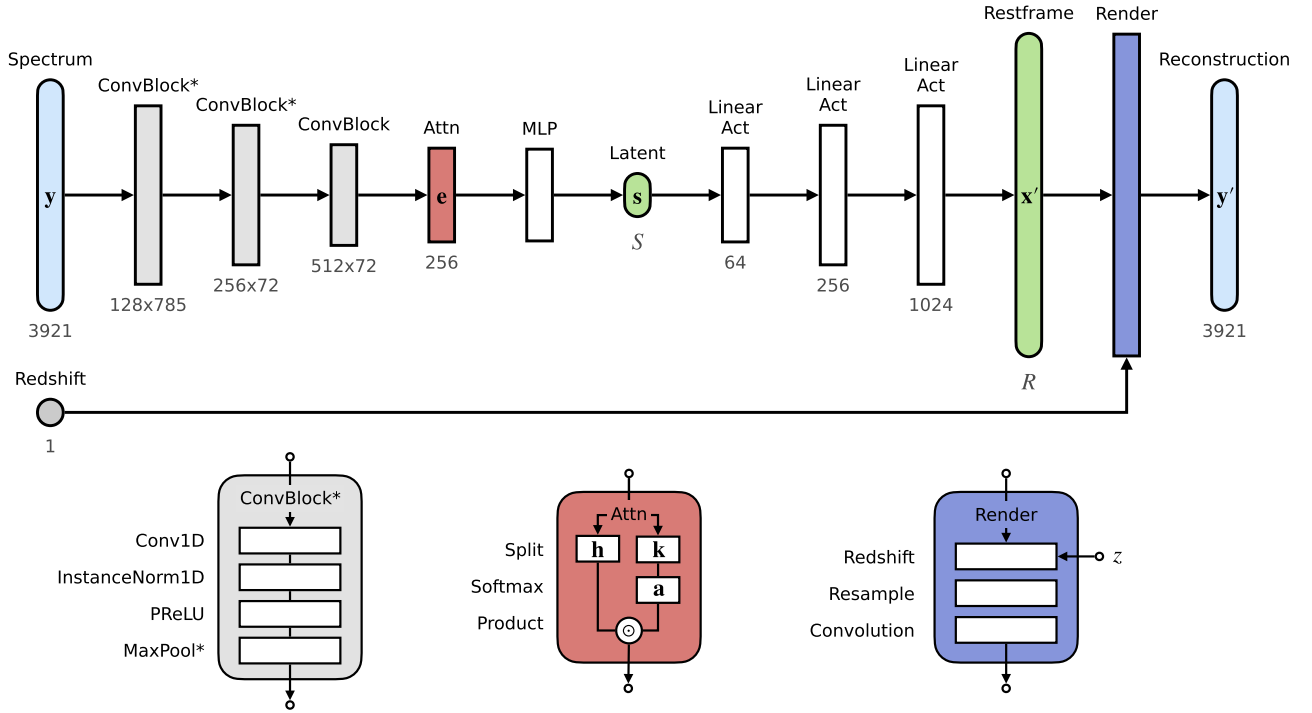 Restframe
Render
Spectrum
Reconstruction
Linear
Act
Linear
Act
Linear
Act
ConvBlock*
ConvBlock*
ConvBlock
Attn
MLP
Latent
y
e
s
x′
y′
3921
128x785
256x72
512x72
256
S
64
256
1024
R
3921
Redshift
1
ConvBlock*
Conv1D
InstanceNorm1D
PReLU
MaxPool*
Attn
Split
h
k
Softmax
a
Product
Render
Redshift
z
Resample
Convolution